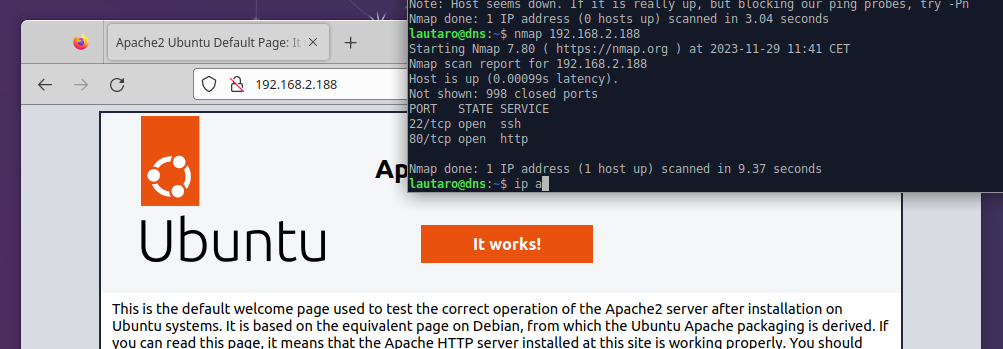 Apache2 Ubuntu Default Page: It
192.168.2.188
Note: Host seems down. If it is really up, but blocking our ping probes, try -Pn
Nmap done: 1 IP address (0 hosts up) scanned in 3.04 seconds
lautaro@dns:~$ nmap 192.168.2.188
Starting Nmap 7.80 ( https://nmap.org ) at 2023-11-29 11:41 CET
Nmap scan report for 192.168.2.188
Host is up (0.00099s latency).
Not shown: 998 closed ports
PORT   STATE SERVICE
22/tcp open  ssh
80/tcp open  http
Nmap done: 1 IP address (1 host up) scanned in 9.37 seconds
lautaro@dns:~$ ip a
Ap
Ubuntu
It works!
This is the default welcome page used to test the correct operation of the Apache2 server after installation on
Ubuntu systems. It is based on the equivalent page on Debian, from which the Ubuntu Apache packaging is derived. If
you can read this page, it means that the Apache HTTP server installed at this site is working properly. You should